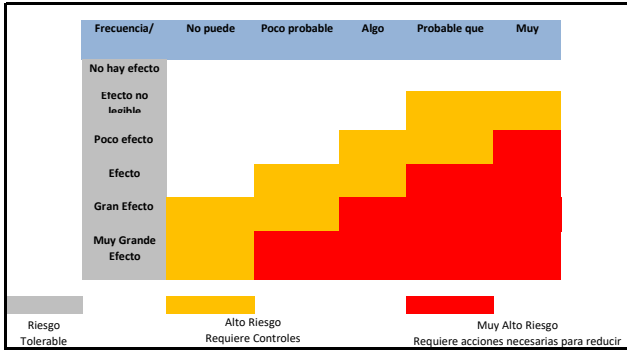 Frecuencia/ No puede Poco probable Algo Probable que Muy
No hay efecto
Efecto no
legible
Poco efecto
Efecto
Gran Efecto
Muy Grande
Efecto
Riesgo
Tolerable
Alto Riesgo
Requiere Controles
Muy Alto Riesgo
Requiere acciones necesarias para reducir